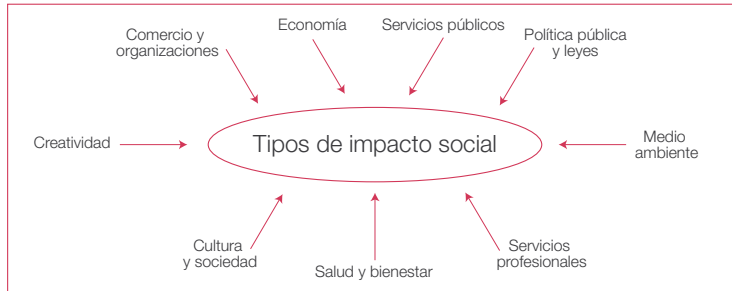 Comercio y
organizaciones
Economía
Servicios públicos
Política pública
y leyes
Creatividad
Tipos de impacto social
Medio
ambiente
Cultura
y sociedad
Salud y bienestar
Servicios
profesionales